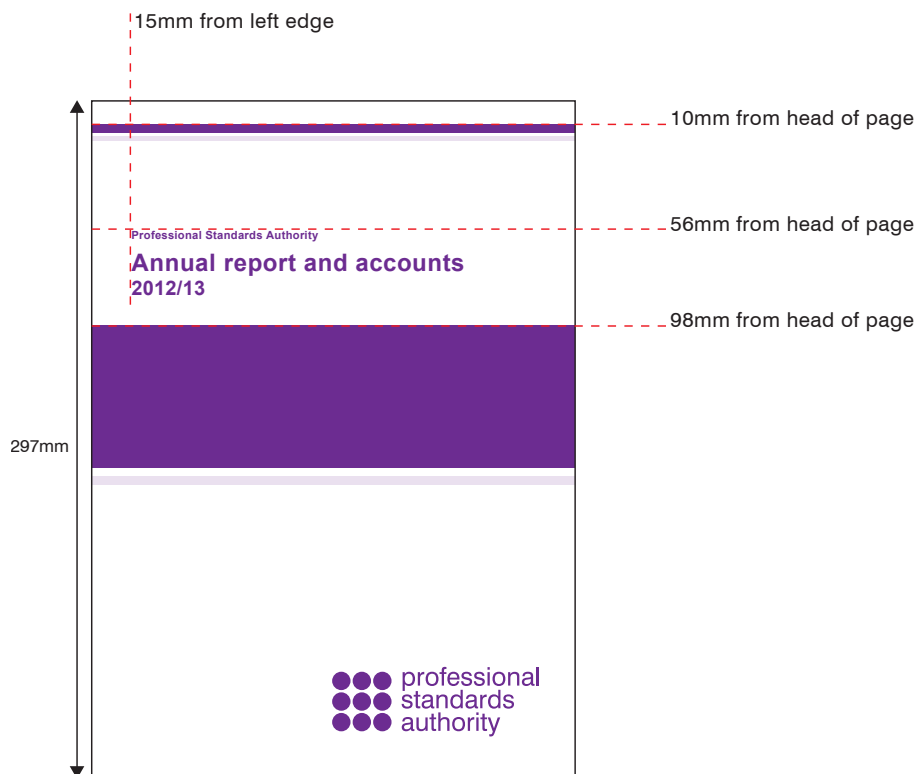 15mm from left edge
10mm from head of page
56mm from head of page
Professional Standards Authority
Annual report and accounts
2012/13
98mm from head of page
297mm
professional
standards
authority